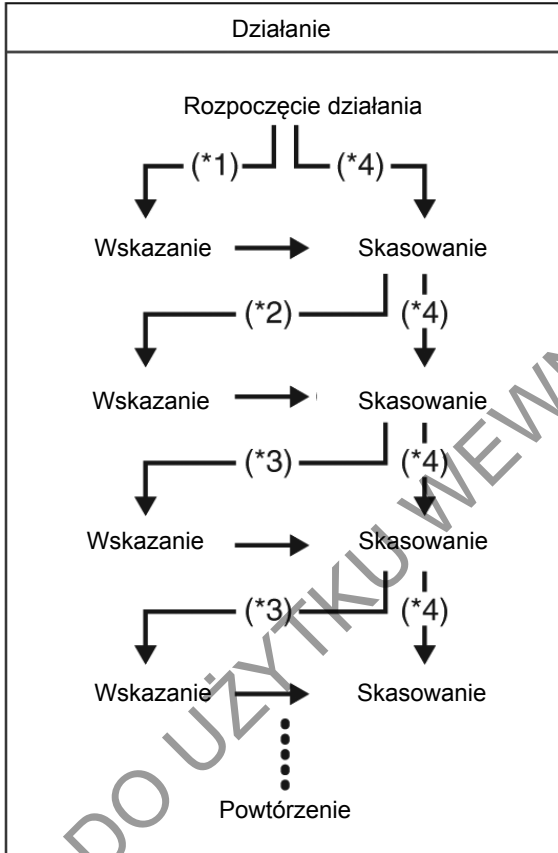 Działanie
Rozpoczęcie działania
(*1) (*4)
Wskazanie Skasowanie
(*2) (*4)
Wskazanie Skasowanie
(*3) (*4)
Wskazanie Skasowanie
(*3) (*4)
Wskazanie Skasowanie
Powtórzenie
DO UŻYTKU